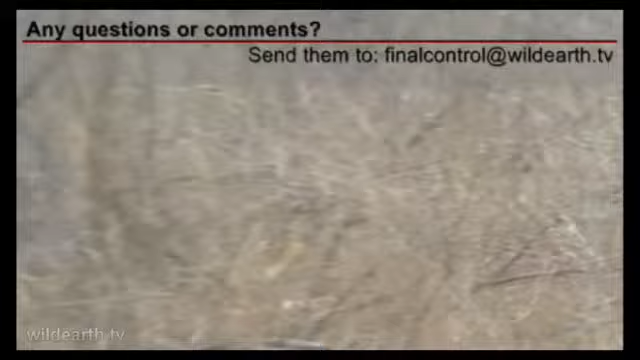 Any questions or comments?
Send them to: finalcontrol@wildearth.tv
wildearth.tv